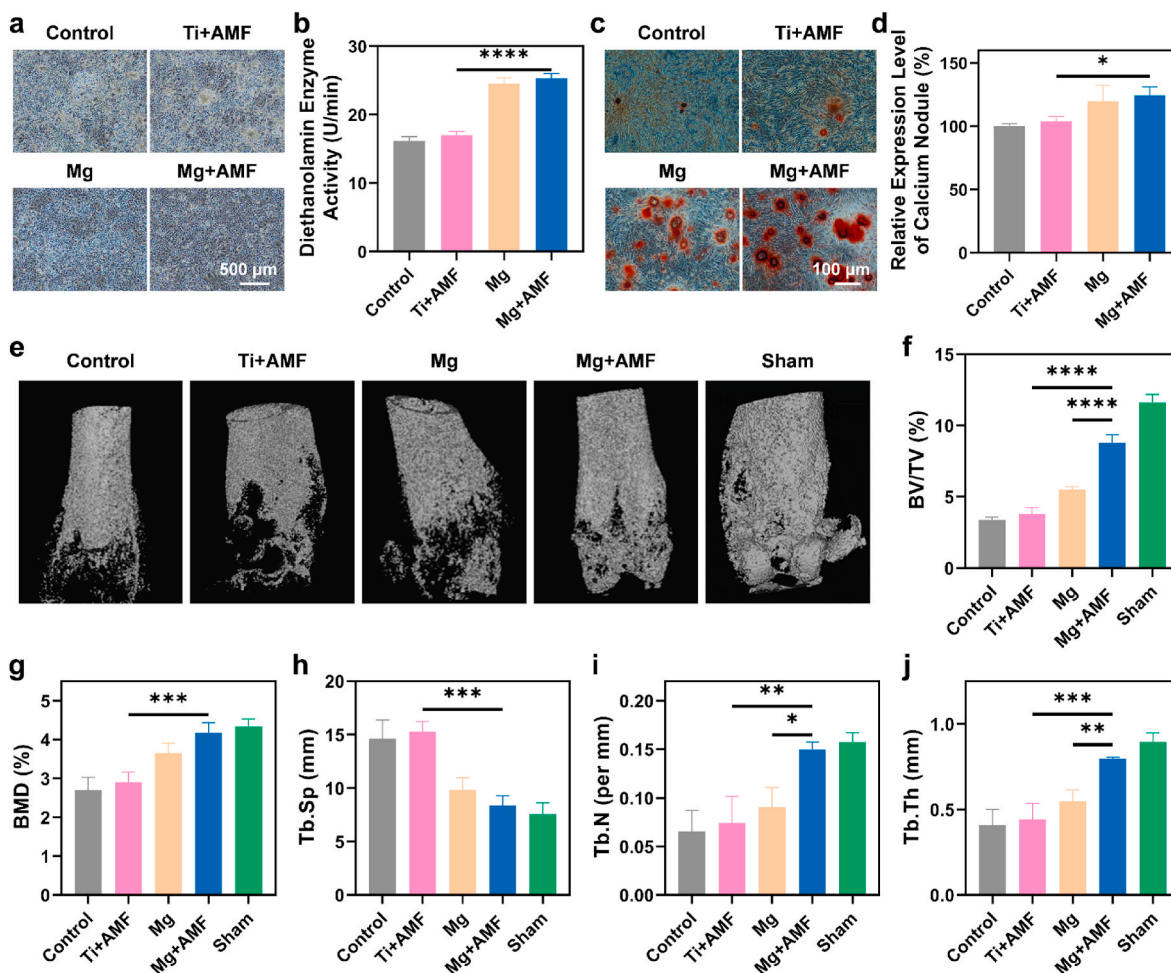 a
Control
Ti+AMF
Mg
Mg+AMF
500 μm
b
Diethanolamin Enzyme
Activity (U/min)
30
20
10
0
****
Control
Ti+AMF
Mg
Mg+AMF
c
Control
Ti+AMF
Mg
Mg+AMF
100 μm
d
Relative Expression Level
of Calcium Nodule (%)
150
100
50
0
*
Control
Ti+AMF
Mg
Mg+AMF
e
Control
Ti+AMF
Mg
Mg+AMF
Sham
f
BV/TV (%)
15
10
5
0
****
****
Control
Ti+AMF
Mg
Mg+AMF
Sham
g
BMD (%)
5
4
3
2
1
0
***
Control
Ti+AMF
Mg
Mg+AMF
Sham
h
Tb.Sp (mm)
20
15
10
5
0
***
Control
Ti+AMF
Mg
Mg+AMF
Sham
i
Tb.N (per mm)
0.20
0.15
0.10
0.05
0.00
**
*
Control
Ti+AMF
Mg
Mg+AMF
Sham
j
Tb.Th (mm)
1.0
0.5
0.0
***
**
Control
Ti+AMF
Mg
Mg+AMF
Sham